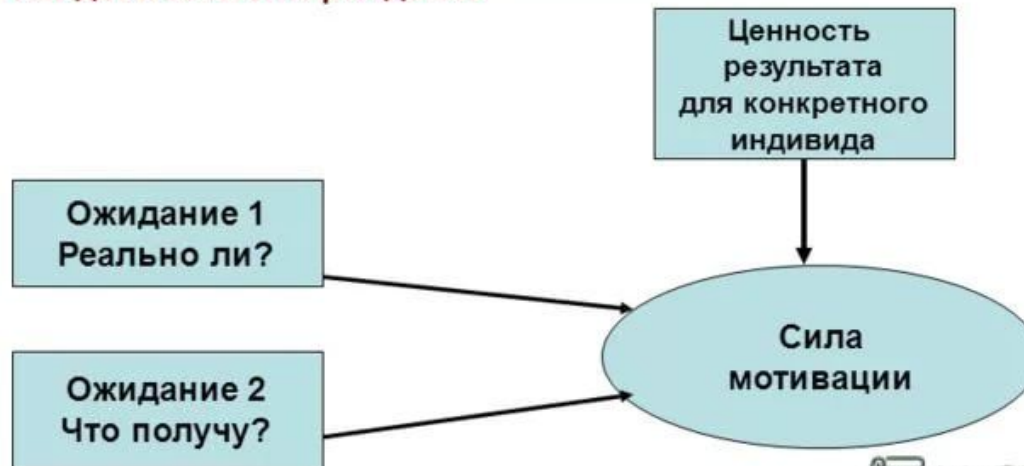 Ценность
результата
для конкретного
индивида
Ожидание 1
Реально ли?
Ожидание 2
Что получу?
Сила
мотивации